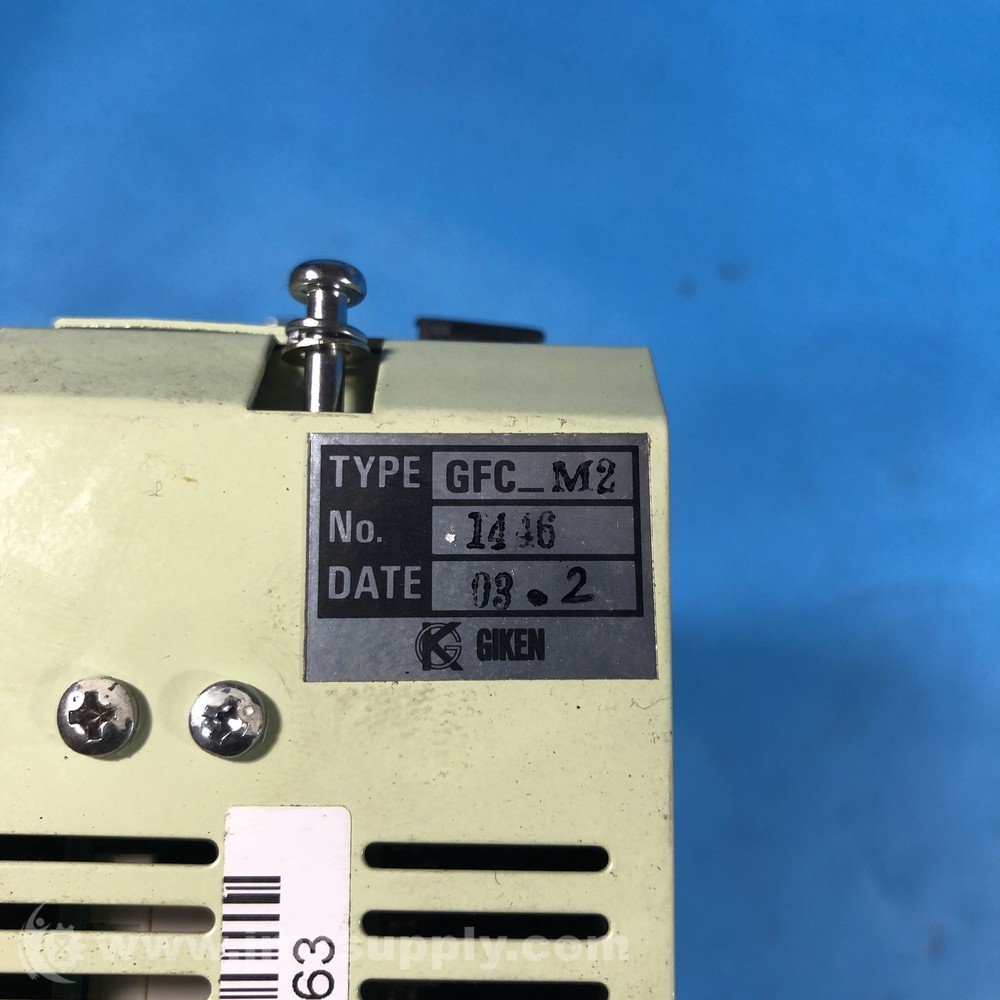 TYPE GFC_M2
No. 1446
DATE 03.2
GIKEN
63